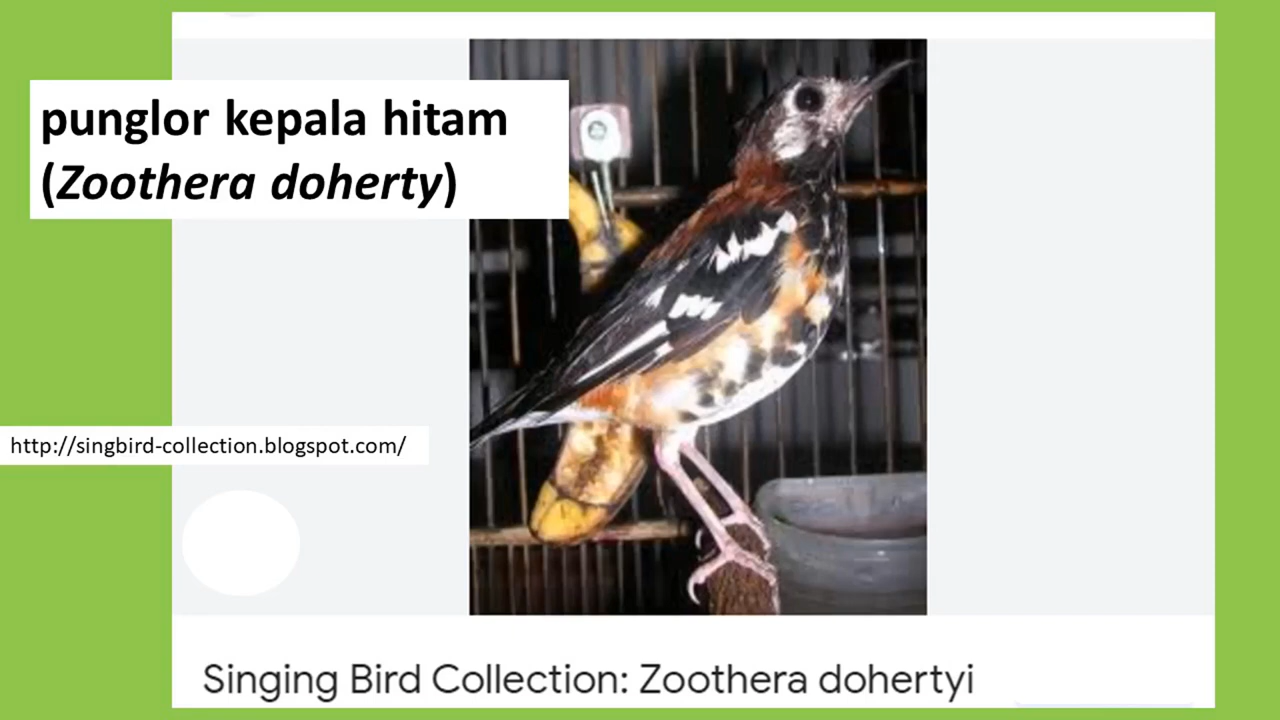 punglor kepala hitam
(Zoothera doherty)
http://singbird-collection.blogspot.com/
Singing Bird Collection: Zoothera dohertyi